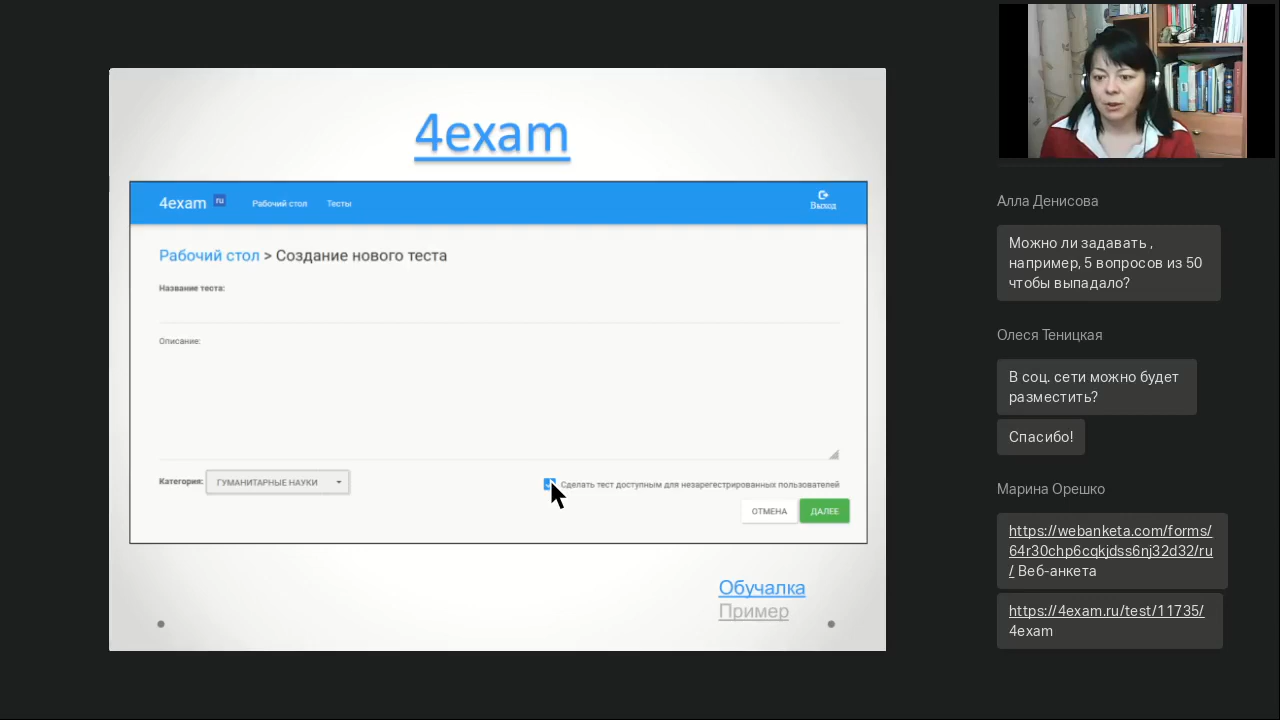 4exam
4exam ru Рабочий стол Тесты Выход
Рабочий стол > Создание нового теста
Название теста:
Описание:
Категория: ГУМАНИТАРНЫЕ НАУКИ
Сделать тест доступным для незарегестрированных пользователей
ОТМЕНА ДАЛЕЕ
Обучалка
Пример
Алла Денисова
Можно ли задавать ,
например, 5 вопросов из 50
чтобы выпадало?
Олеся Теницкая
В соц. сети можно будет
разместить?
Спасибо!
Марина Орешко
https://webanketa.com/forms/
64r30chp6cqkjdss6nj32d32/ru
/ Веб-анкета
https://4exam.ru/test/11735/
4exam